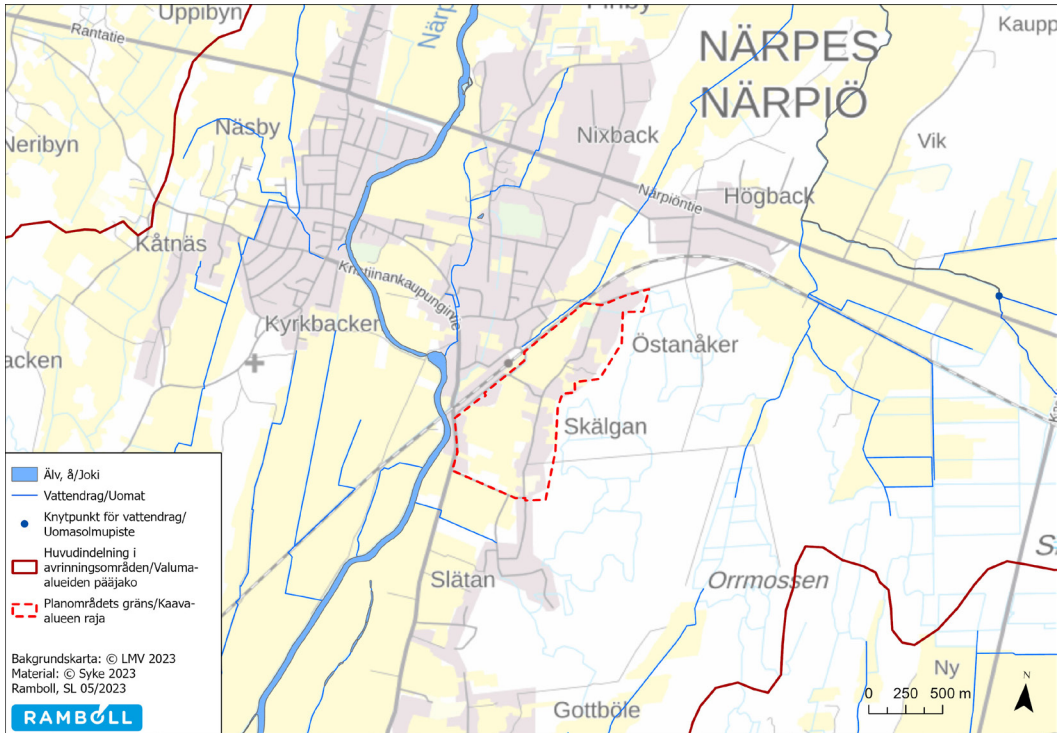 Uppibyn
Kaupp
Rantatie
NÄRPES
NÄRPIÖ
Näsby
Nixback
Vik
Neribyn
Närpiöntie
Högback
Kåtnäs
Kristiinankaupungintie
Kyrkbacken
Östanåker
acken
Skälgan
Slätan
Orrmossen
Ny
Gottböle
Älv, å/Joki
Vattendrag/Uomat
Knytpunkt för vattendrag/
Uomasolmupiste
Huvudindelning i
avrinningsområden/Valuma-
alueiden pääjako
Planområdets gräns/Kaava-
alueen raja
Bakgrundskarta: © LMV 2023
Material: © Syke 2023
Ramboll, SL 05/2023
RAMBOLL
0 250 500 m
N